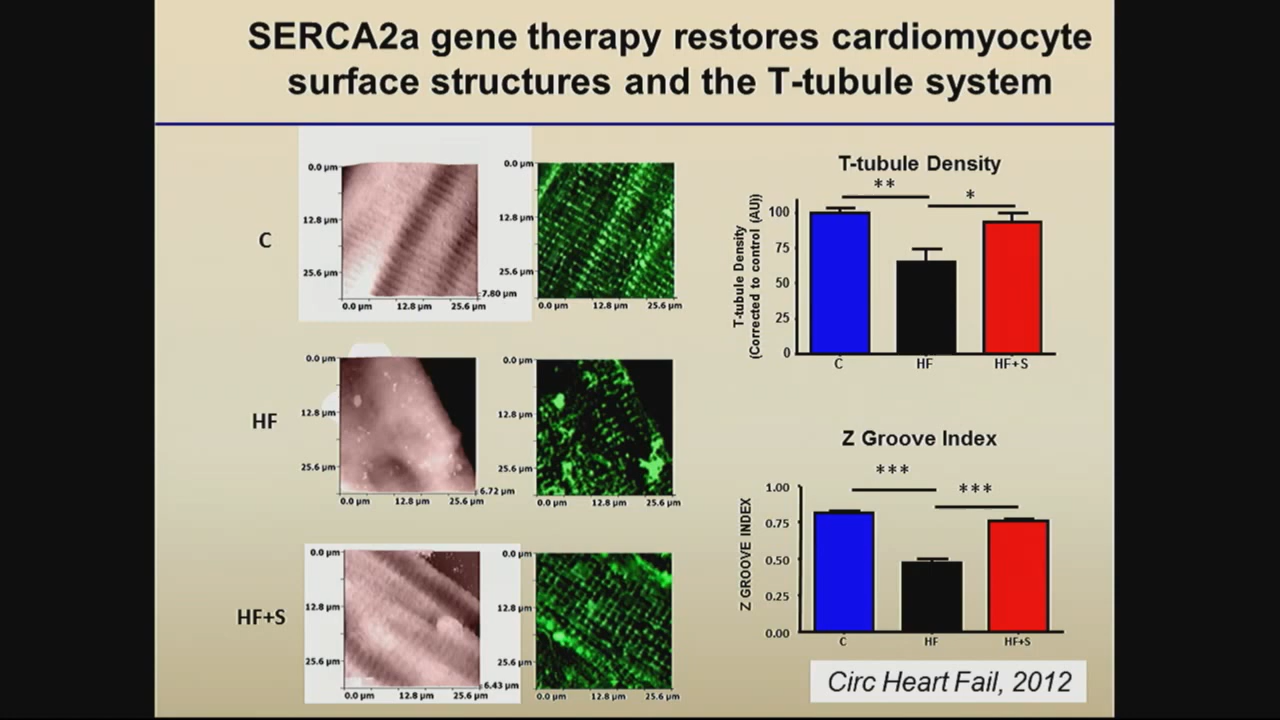 SERCA2a gene therapy restores cardiomyocyte
surface structures and the T-tubule system
C
0.0 µm
12.8 µm
25.6 µm
7.80 µm
0.0 µm 12.8 µm 25.6 µm
0.0 µm
12.8 µm
25.6 µm
0.0 µm 12.8 µm 25.6 µm
HF
0.0 µm
12.8 µm
25.6 µm
6.72 µm
0.0 µm 12.8 µm 25.6 µm
0.0 µm
12.8 µm
25.6 µm
0.0 µm 12.8 µm 25.6 µm
HF+S
0.0 µm
12.8 µm
25.6 µm
6.43 µm
0.0 µm 12.8 µm 25.6 µm
0.0 µm
12.8 µm
25.6 µm
0.0 µm 12.8 µm 25.6 µm
T-tubule Density
** *
T-tubule Density
(Corrected to control (AU))
100
75
50
25
0
C HF HF+S
Z Groove Index
*** ***
Z GROOVE INDEX
1.00
0.75
0.50
0.25
0.00
C HF HF+S
Circ Heart Fail, 2012